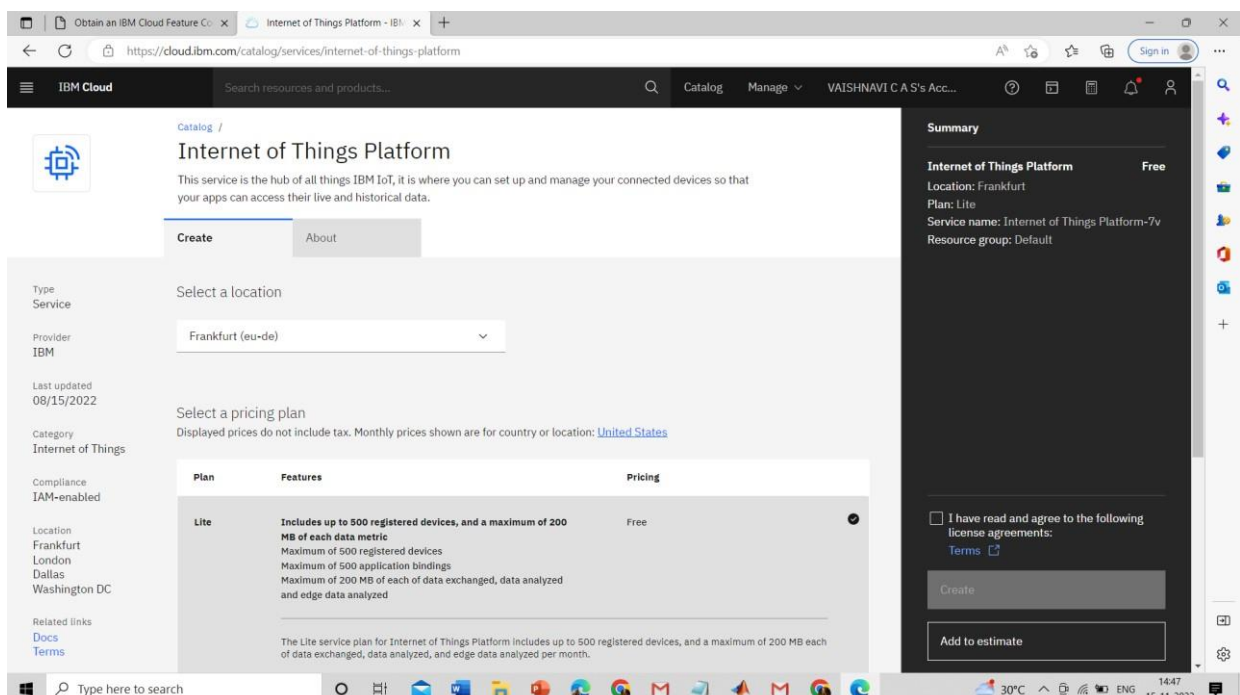 Obtain an IBM Cloud Feature Co
Internet of Things Platform - IBM
https://cloud.ibm.com/catalog/services/internet-of-things-platform
Sign in
IBM Cloud
Search resources and products...
Catalog
Manage
VAISHNAVI C A S's Acc...
Catalog /
Internet of Things Platform
This service is the hub of all things IBM IoT, it is where you can set up and manage your connected devices so that
your apps can access their live and historical data.
Create
About
Type
Service
Provider
IBM
Last updated
08/15/2022
Category
Internet of Things
Compliance
IAM-enabled
Location
Frankfurt
London
Dallas
Washington DC
Related links
Docs
Terms
Select a location
Frankfurt (eu-de)
Select a pricing plan
Displayed prices do not include tax. Monthly prices shown are for country or location: United States
Plan Features Pricing
Lite
Includes up to 500 registered devices, and a maximum of 200
MB of each data metric
Maximum of 500 registered devices
Maximum of 500 application bindings
Maximum of 200 MB of each of data exchanged, data analyzed
and edge data analyzed
Free
The Lite service plan for Internet of Things Platform includes up to 500 registered devices, and a maximum of 200 MB each
of data exchanged, data analyzed, and edge data analyzed per month.
Summary
Internet of Things Platform Free
Location: Frankfurt
Plan: Lite
Service name: Internet of Things Platform-7v
Resource group: Default
I have read and agree to the following
license agreements:
Terms
Create
Add to estimate
Type here to search
30°C
ENG
14:47